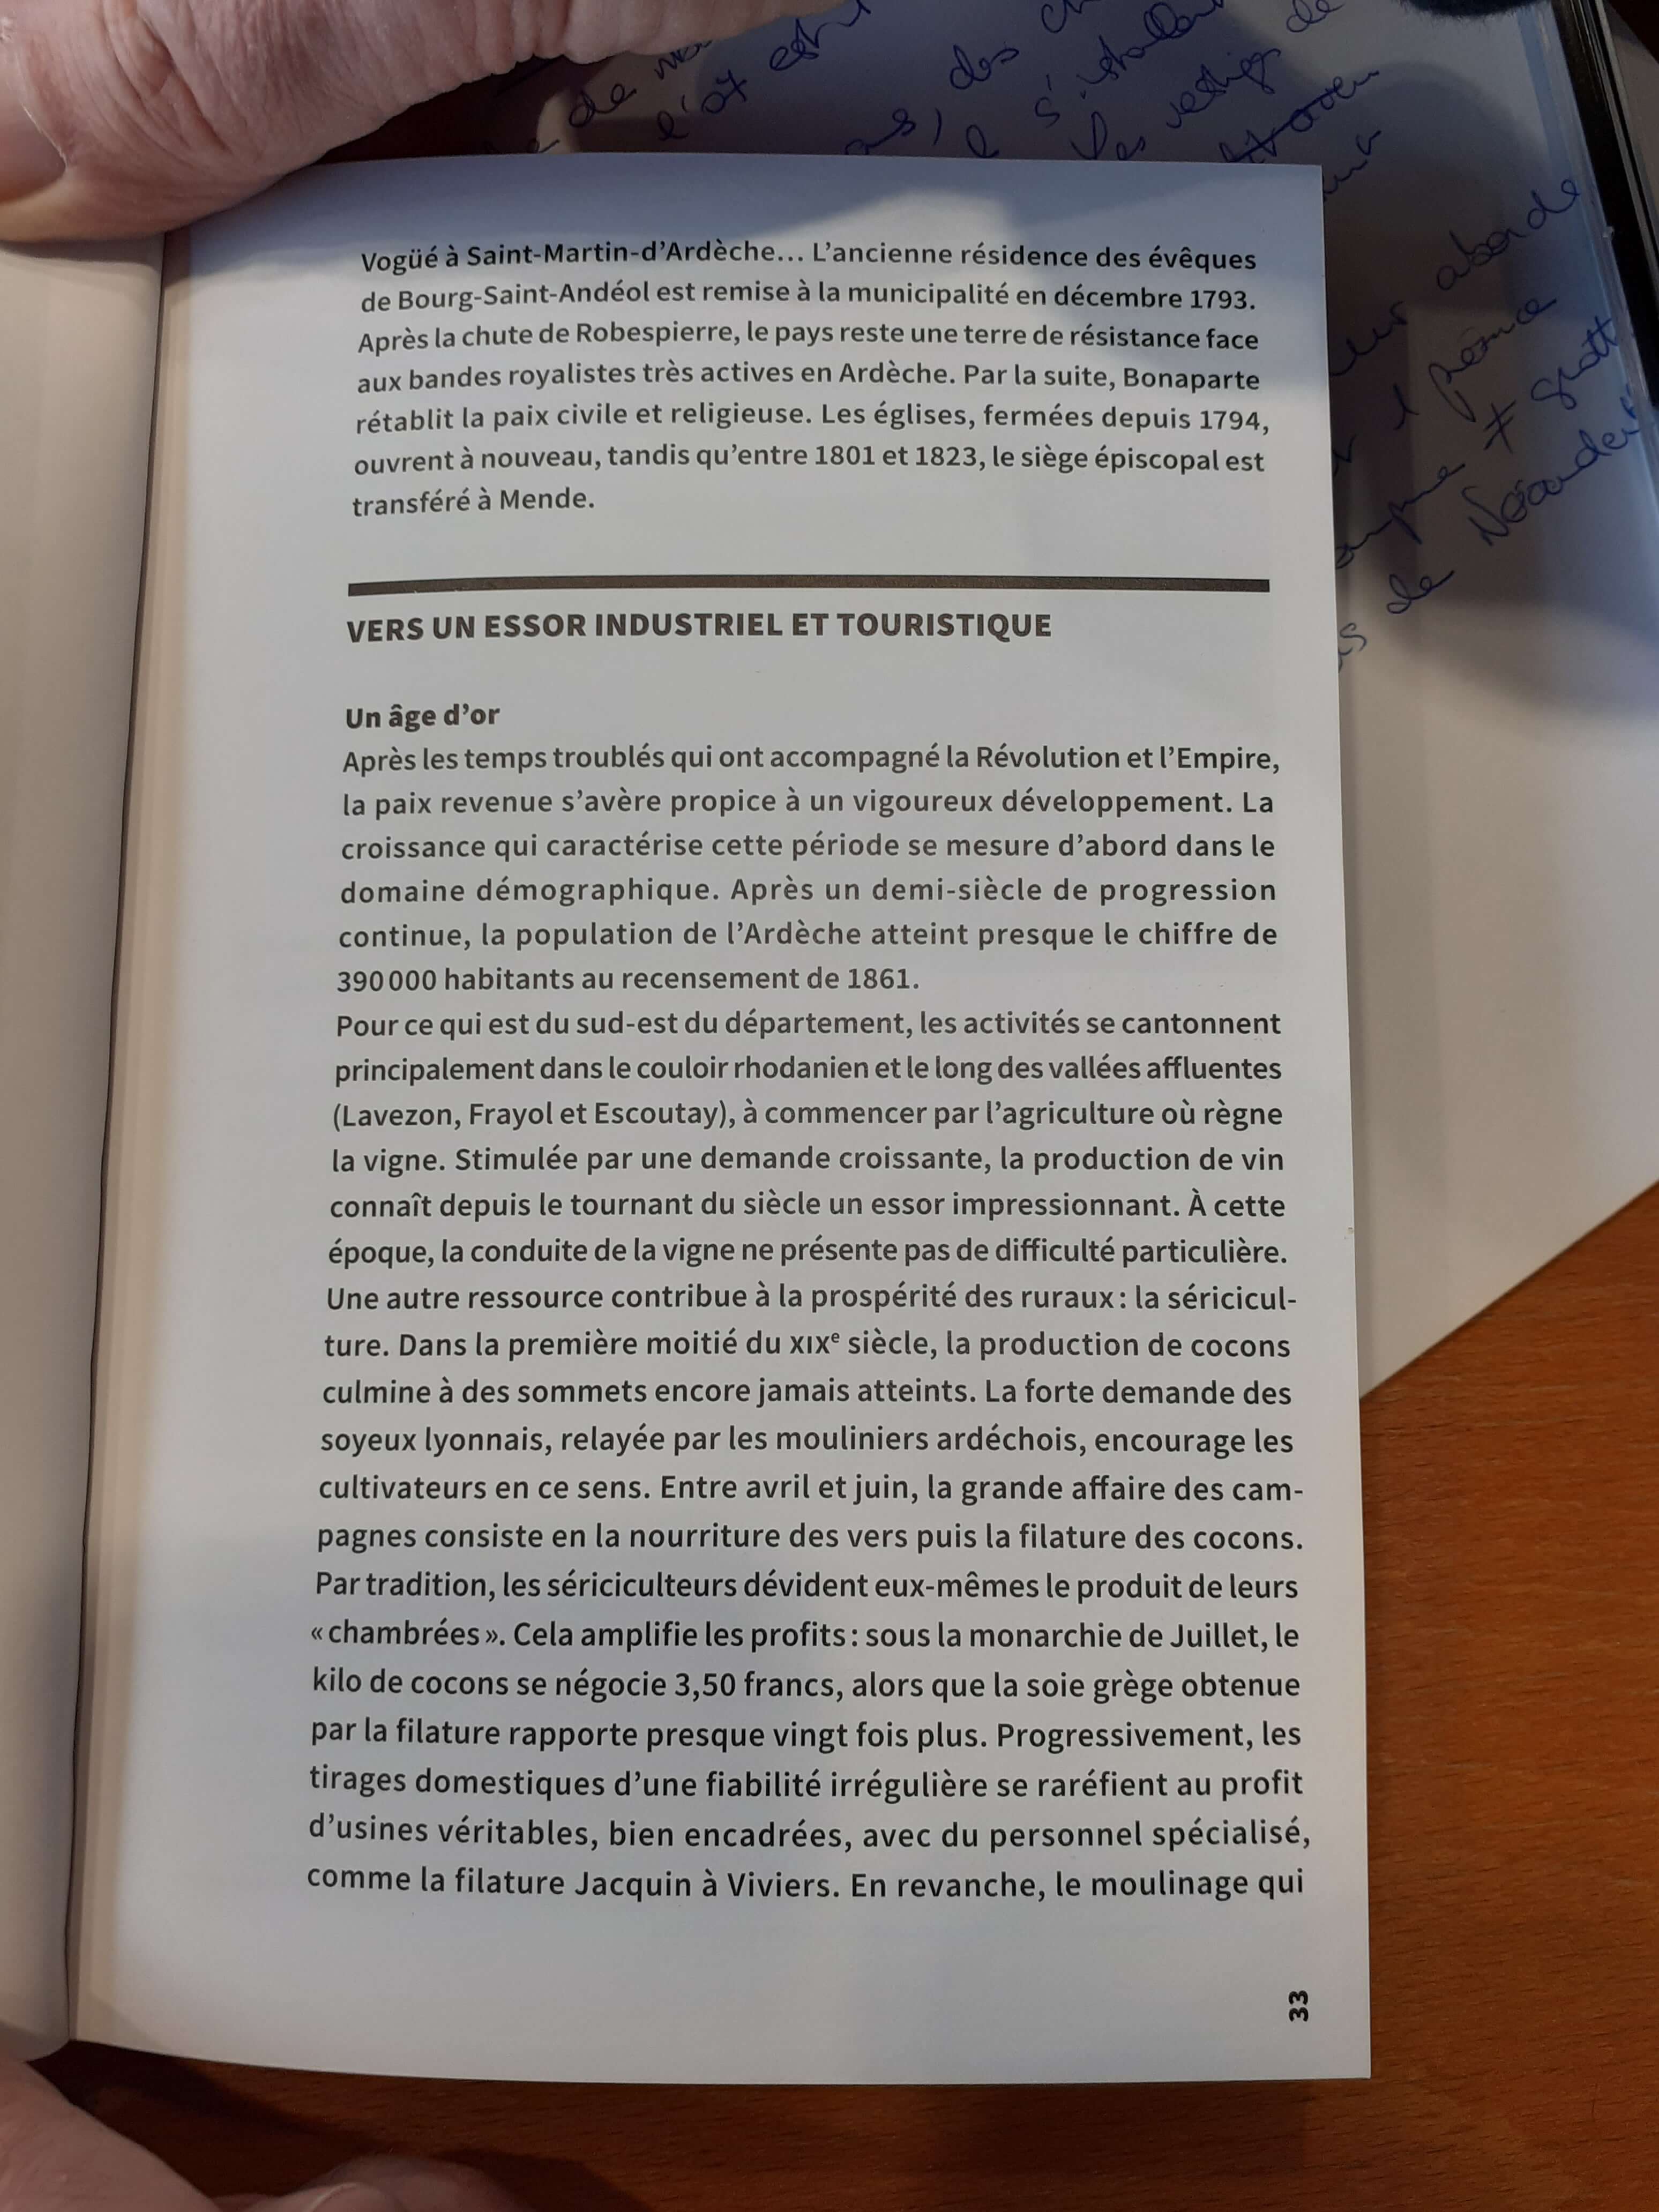 de
l'
des
Les vestiges de
aborde
de
Vogüé à Saint-Martin-d'Ardèche... L'ancienne résidence des évêques
de Bourg-Saint-Andéol est remise à la municipalité en décembre 1793.
Après la chute de Robespierre, le pays reste une terre de résistance face
aux bandes royalistes très actives en Ardèche. Par la suite, Bonaparte
rétablit la paix civile et religieuse. Les églises, fermées depuis 1794,
ouvrent à nouveau, tandis qu'entre 1801 et 1823, le siège épiscopal est
transféré à Mende.
VERS UN ESSOR INDUSTRIEL ET TOURISTIQUE
Un âge d'or
Après les temps troublés qui ont accompagné la Révolution et l'Empire,
la paix revenue s'avère propice à un vigoureux développement. La
croissance qui caractérise cette période se mesure d'abord dans le
domaine démographique. Après un demi-siècle de progression
continue, la population de l'Ardèche atteint presque le chiffre de
390 000 habitants au recensement de 1861.
Pour ce qui est du sud-est du département, les activités se cantonnent
principalement dans le couloir rhodanien et le long des vallées affluentes
(Lavezon, Frayol et Escoutay), à commencer par l'agriculture où règne
la vigne. Stimulée par une demande croissante, la production de vin
connaît depuis le tournant du siècle un essor impressionnant. À cette
époque, la conduite de la vigne ne présente pas de difficulté particulière.
Une autre ressource contribue à la prospérité des ruraux : la séricicul-
ture. Dans la première moitié du XIXe siècle, la production de cocons
culmine à des sommets encore jamais atteints. La forte demande des
soyeux lyonnais, relayée par les mouliniers ardéchois, encourage les
cultivateurs en ce sens. Entre avril et juin, la grande affaire des cam-
pagnes consiste en la nourriture des vers puis la filature des cocons.
Par tradition, les sériciculteurs dévident eux-mêmes le produit de leurs
« chambrées ». Cela amplifie les profits : sous la monarchie de Juillet, le
kilo de cocons se négocie 3,50 francs, alors que la soie grège obtenue
par la filature rapporte presque vingt fois plus. Progressivement, les
tirages domestiques d'une fiabilité irrégulière se raréfient au profit
d'usines véritables, bien encadrées, avec du personnel spécialisé,
comme la filature Jacquin à Viviers. En revanche, le moulinage qui
33